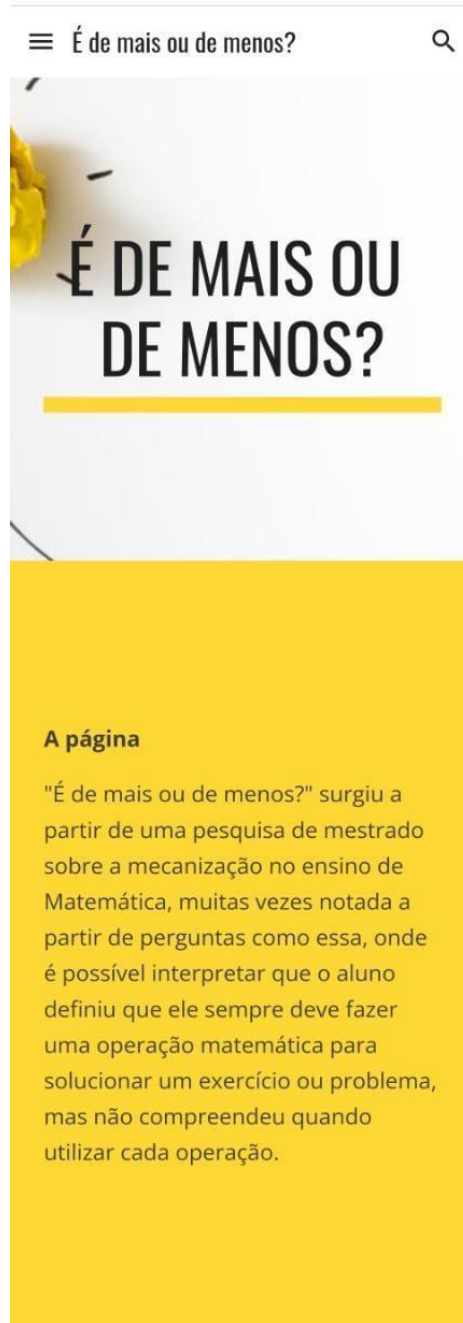 É de mais ou de menos?
É DE MAIS OU
DE MENOS?
A página
"É de mais ou de menos?" surgiu a
partir de uma pesquisa de mestrado
sobre a mecanização no ensino de
Matemática, muitas vezes notada a
partir de perguntas como essa, onde
é possível interpretar que o aluno
definiu que ele sempre deve fazer
uma operação matemática para
solucionar um exercício ou problema,
mas não compreendeu quando
utilizar cada operação.